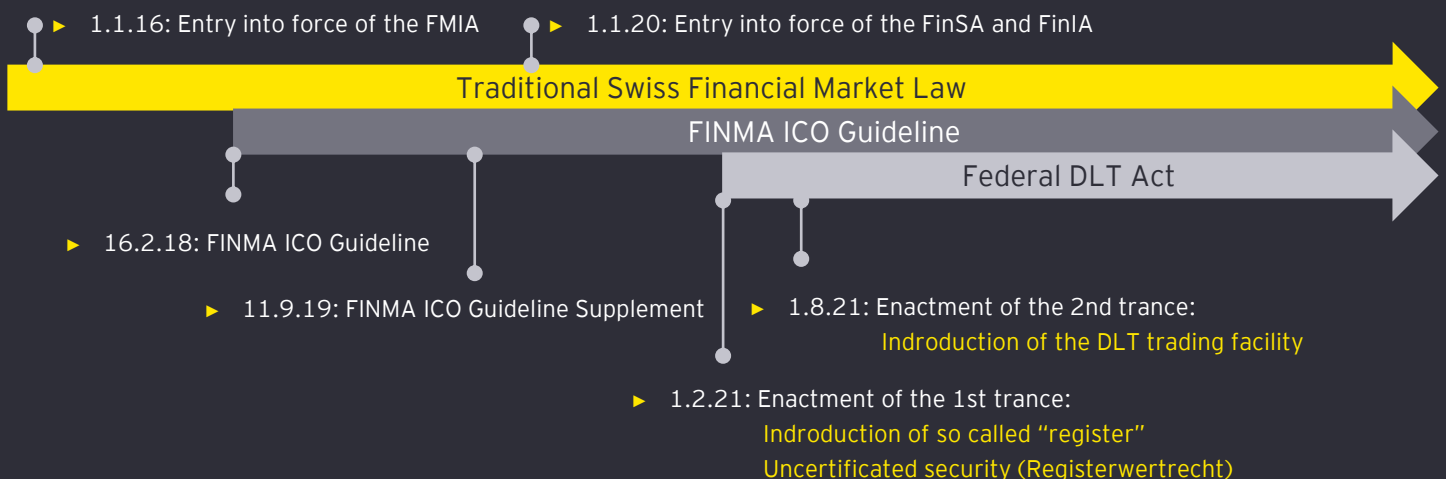 ► 1.1.16: Entry into force of the FMIA
► 1.1.20: Entry into force of the FinSA and FinIA
Traditional Swiss Financial Market Law
FINMA ICO Guideline
Federal DLT Act
► 16.2.18: FINMA ICO Guideline
► 11.9.19: FINMA ICO Guideline Supplement
► 1.8.21: Enactment of the 2nd trance:
Indroduction of the DLT trading facility
► 1.2.21: Enactment of the 1st trance:
Indroduction of so called “register”
Uncertificated security (Registerwertrecht)